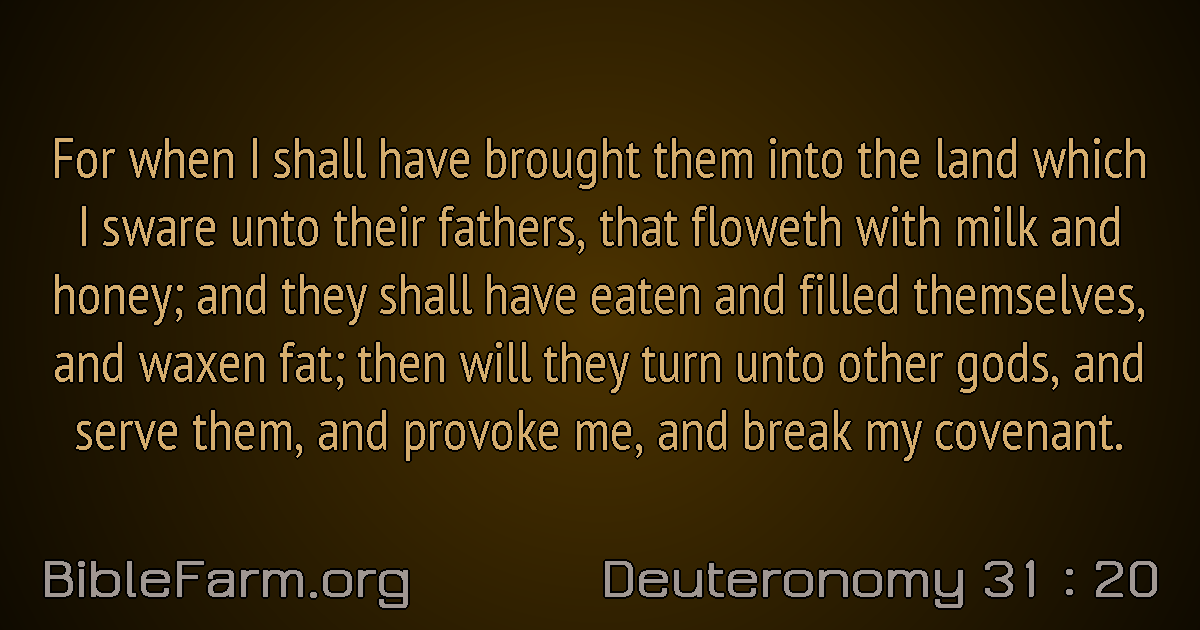 For when I shall have brought them into the land which
I sware unto their fathers, that floweth with milk and
honey; and they shall have eaten and filled themselves,
and waxen fat; then will they turn unto other gods, and
serve them, and provoke me, and break my covenant.
BibleFarm.org
Deuteronomy 31 : 20